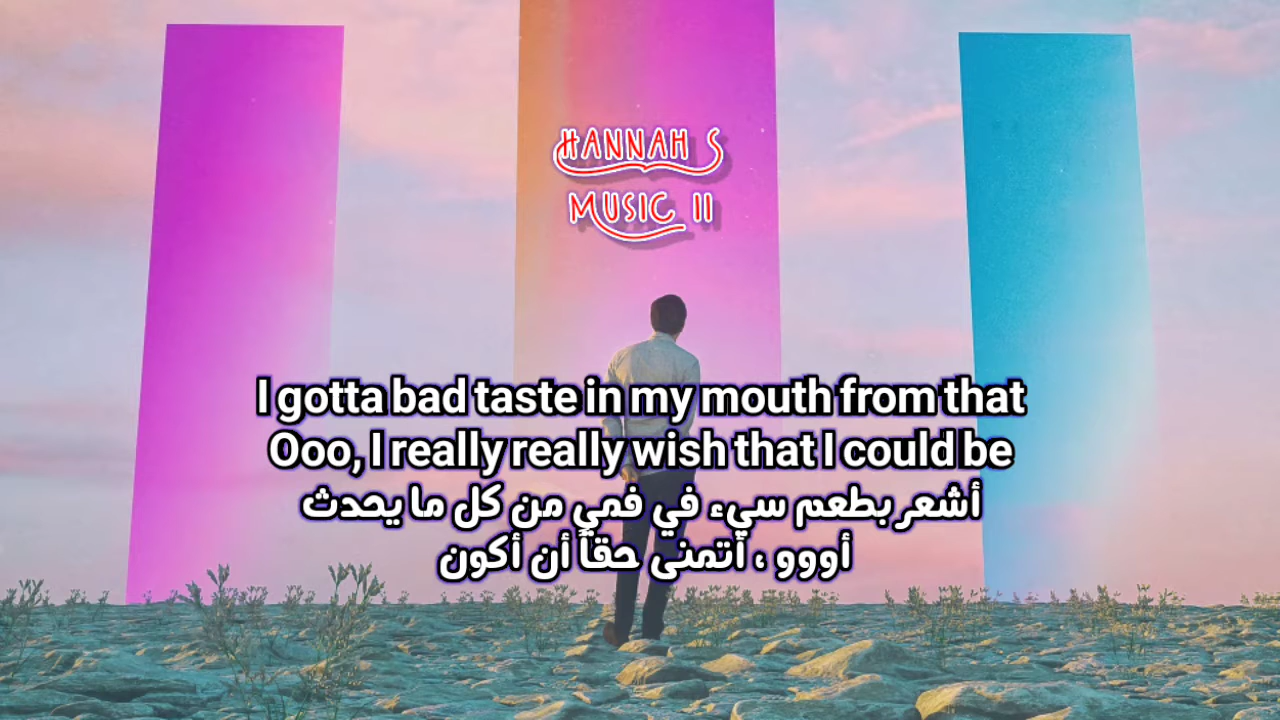 HANNAH S
MUSIC II
I gotta bad taste in my mouth from that
Ooo, I really really wish that I could be
أشعر بطعم سيء في فمي من كل ما يحدث
أووو ، أتمنى حقاً أن أكون